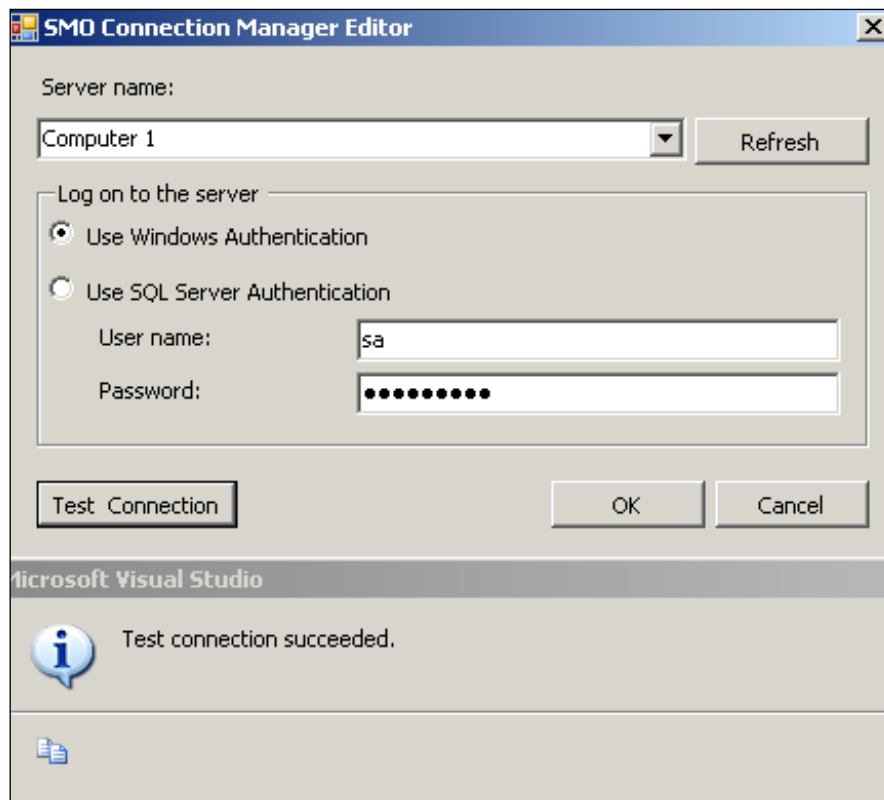 SMO Connection Manager Editor
Server name:
Computer 1
Refresh
Log on to the server
Use Windows Authentication
Use SQL Server Authentication
User name:
sa
Password:
●●●●●●●●●
Test Connection
OK
Cancel
Microsoft Visual Studio
Test connection succeeded.